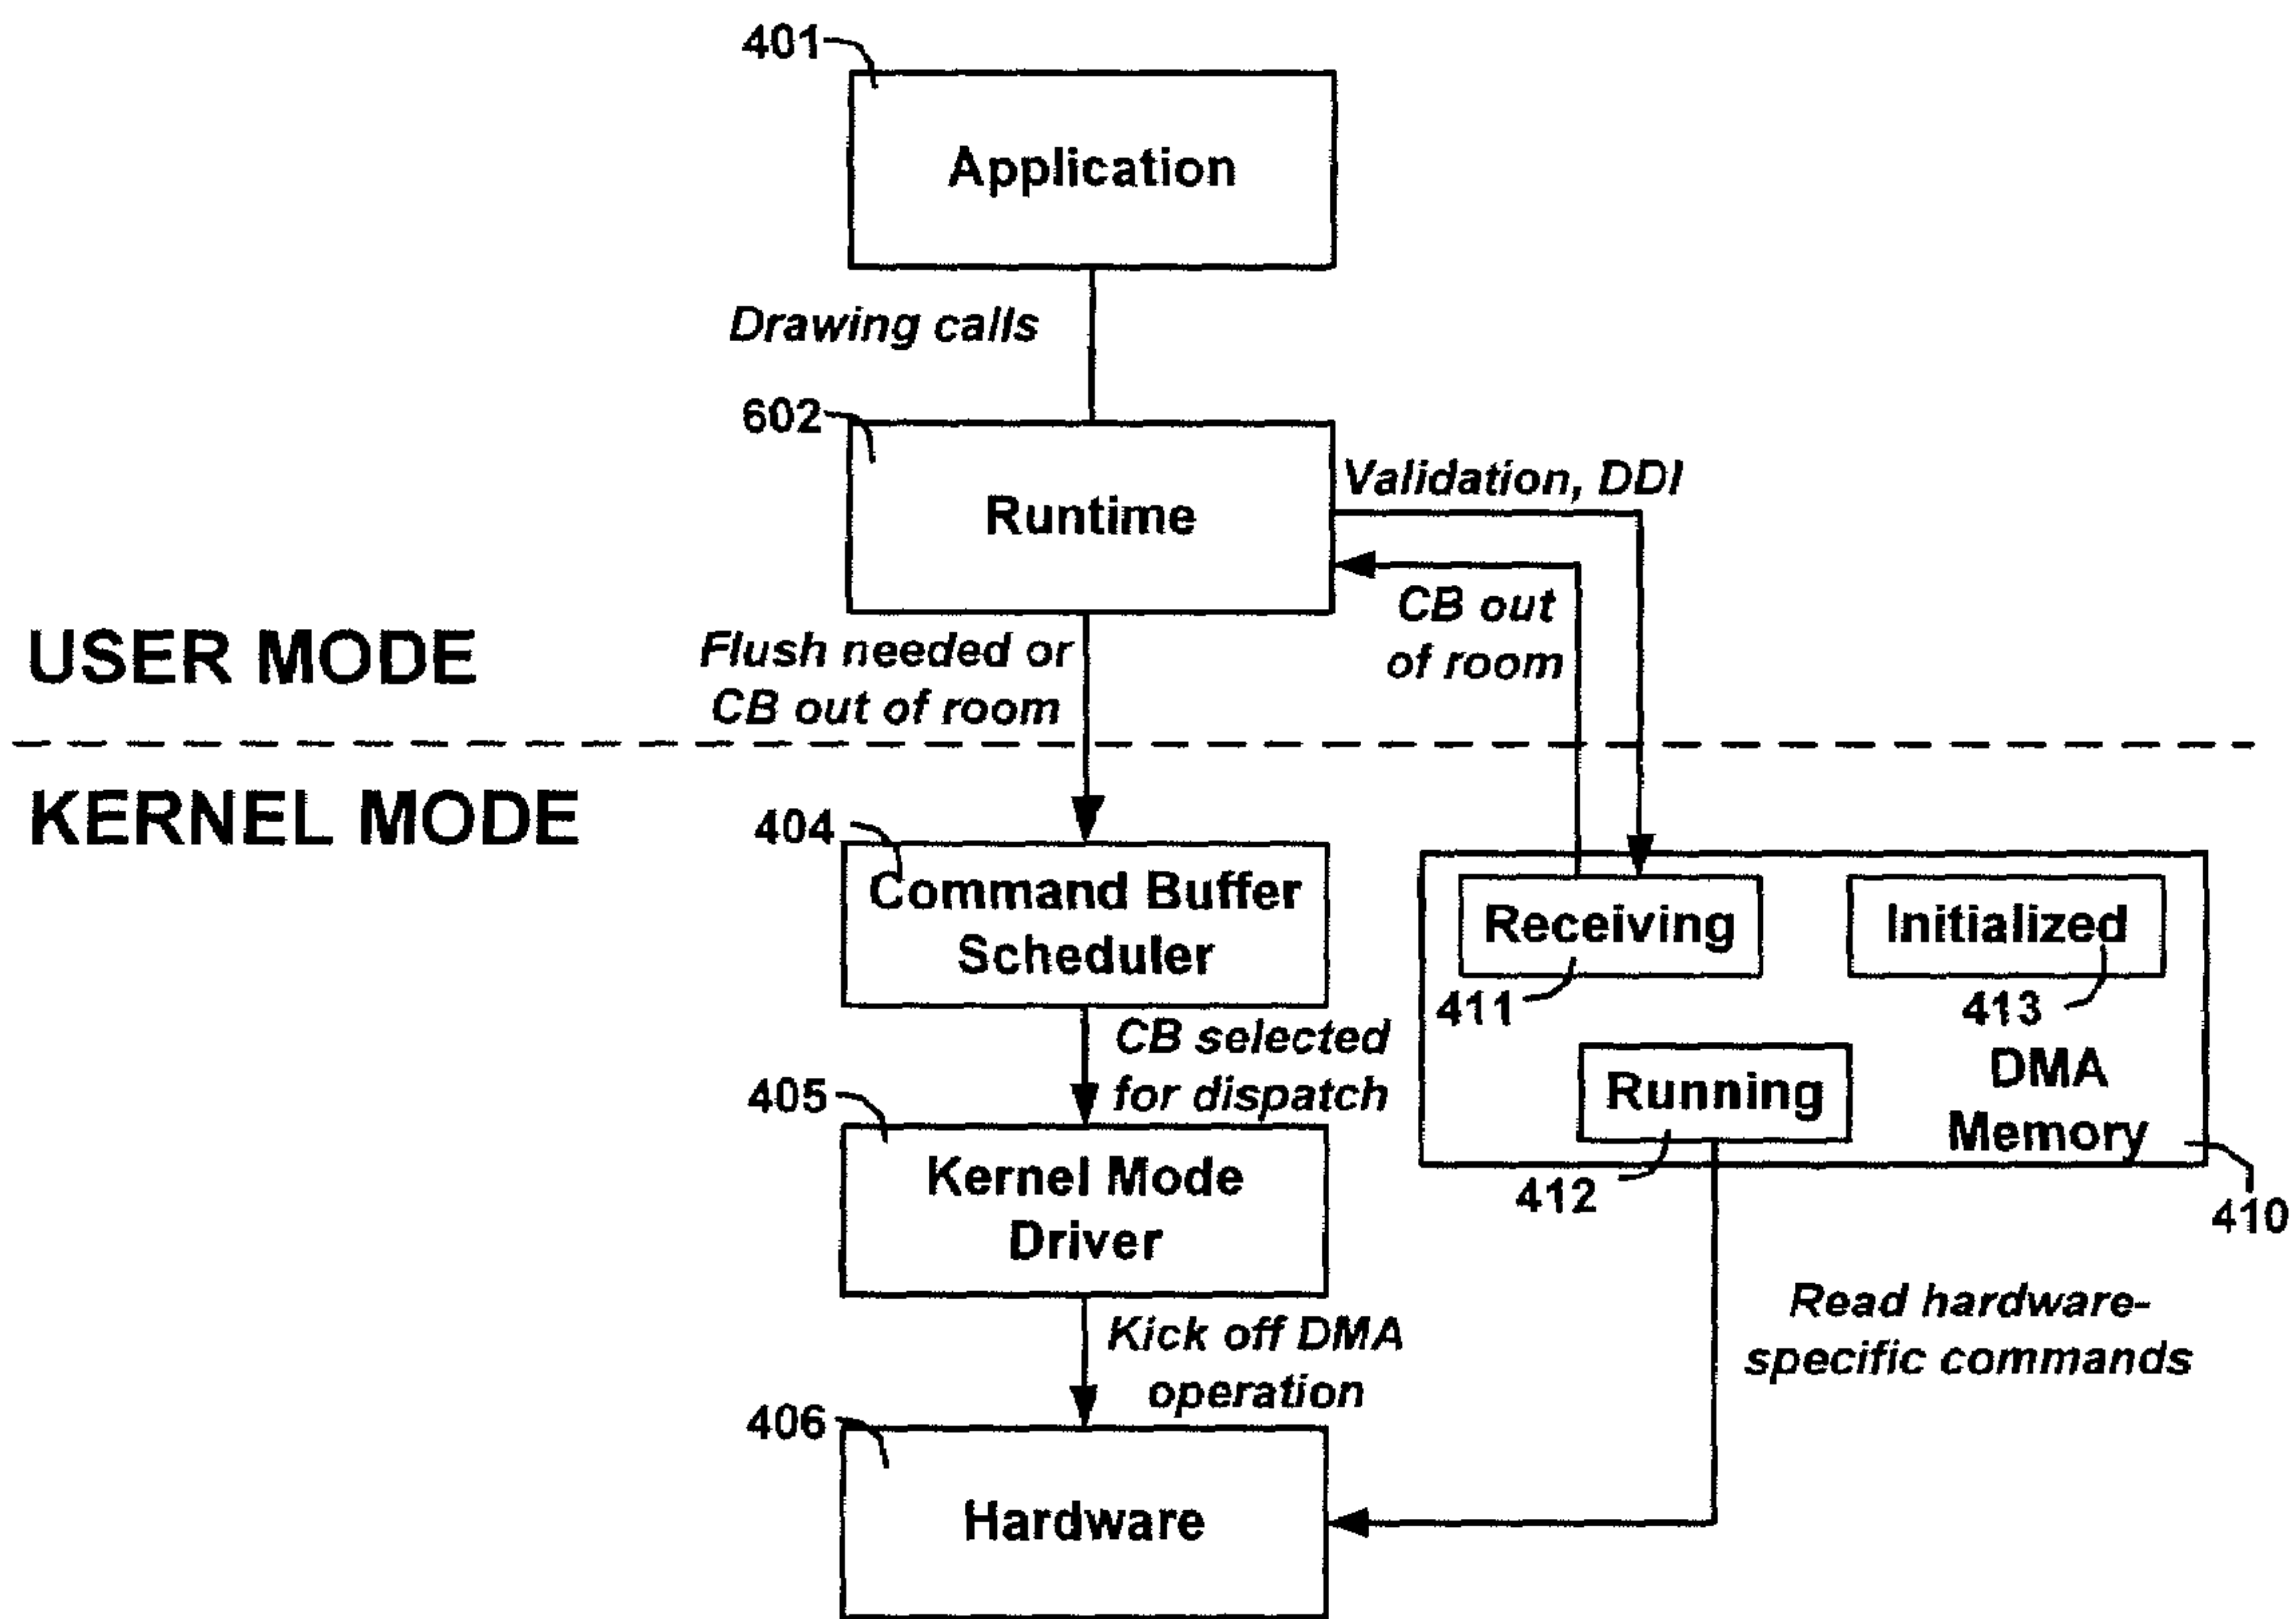 401
Application
Drawing calls
602
Runtime
Validation, DDI
CB out
of room
USER MODE
Flush needed or
CB out of room
KERNEL MODE
404
Command Buffer
Scheduler
Receiving
Initialized
411
413
CB selected
for dispatch
Running
DMA
Memory
405
Kernel Mode
Driver
412
410
Kick off DMA
operation
Read hardware-
specific commands
406
Hardware